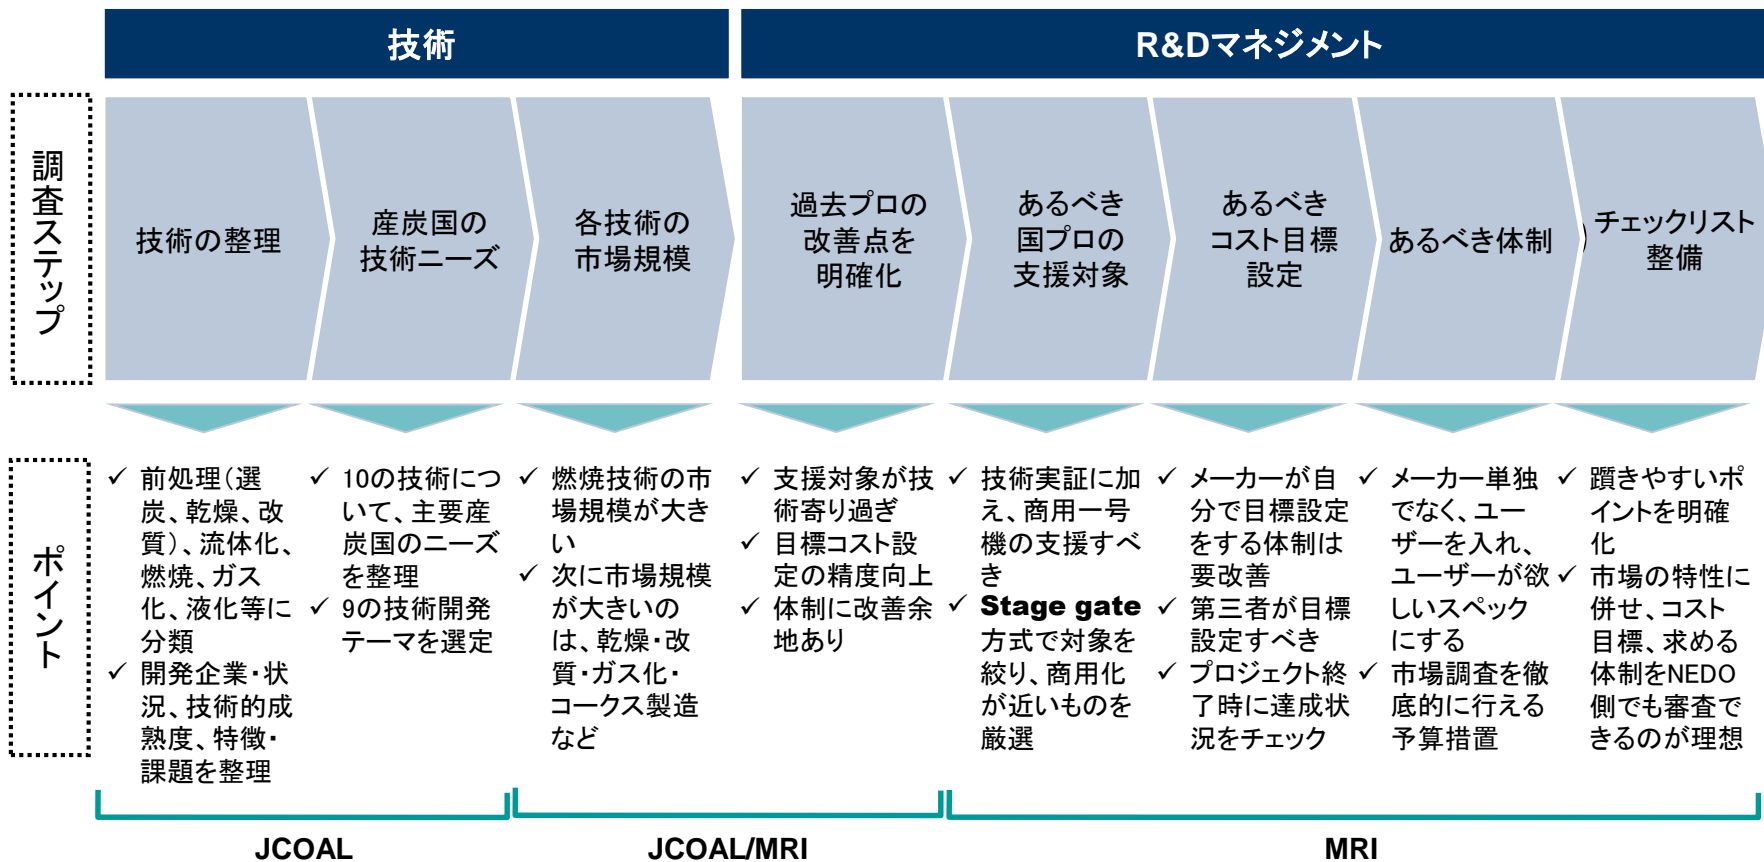 技術
R&Dマネジメント
調査ステップ
技術の整理
産炭国の
技術ニーズ
各技術の
市場規模
過去プロの
改善点を
明確化
あるべき
国プロの
支援対象
あるべき
コスト目標
設定
あるべき体制
チェックリスト
整備
ポイント
✓ 前処理（選
炭、乾燥、改
質）、流体化、
燃焼、ガス
化、液化等に
分類
✓ 開発企業・状
況、技術的成
熟度、特徴・
課題を整理
✓ 10の技術につ
いて、主要産
炭国のニーズ
を整理
✓ 9の技術開発
テーマを選定
✓ 燃焼技術の市
場規模が大き
い
✓ 次に市場規模
が大きいの
は、乾燥・改
質・ガス化・
コークス製造
など
✓ 支援対象が技
術寄り過ぎ
✓ 目標コスト設
定の精度向上
✓ 体制に改善余
地あり
✓ 技術実証に加
え、商用一号
機の支援すべ
き
✓ Stage gate
方式で対象を
絞り、商用化
が近いものを
厳選
✓ メーカーが自
分で目標設定
をする体制は
要改善
✓ 第三者が目標
設定すべき
✓ プロジェクト終
了時に達成状
況をチェック
✓ メーカー単独
でなく、ユー
ザーを入れ、
ユーザーが欲
しいスペック
にする
✓ 市場調査を徹
底的に行える
予算措置
✓ 躓きやすいポ
イントを明確
化
✓ 市場の特性に
併せ、コスト
目標、求める
体制をNEDO
側でも審査で
きるのが理想
JCOAL
JCOAL/MRI
MRI